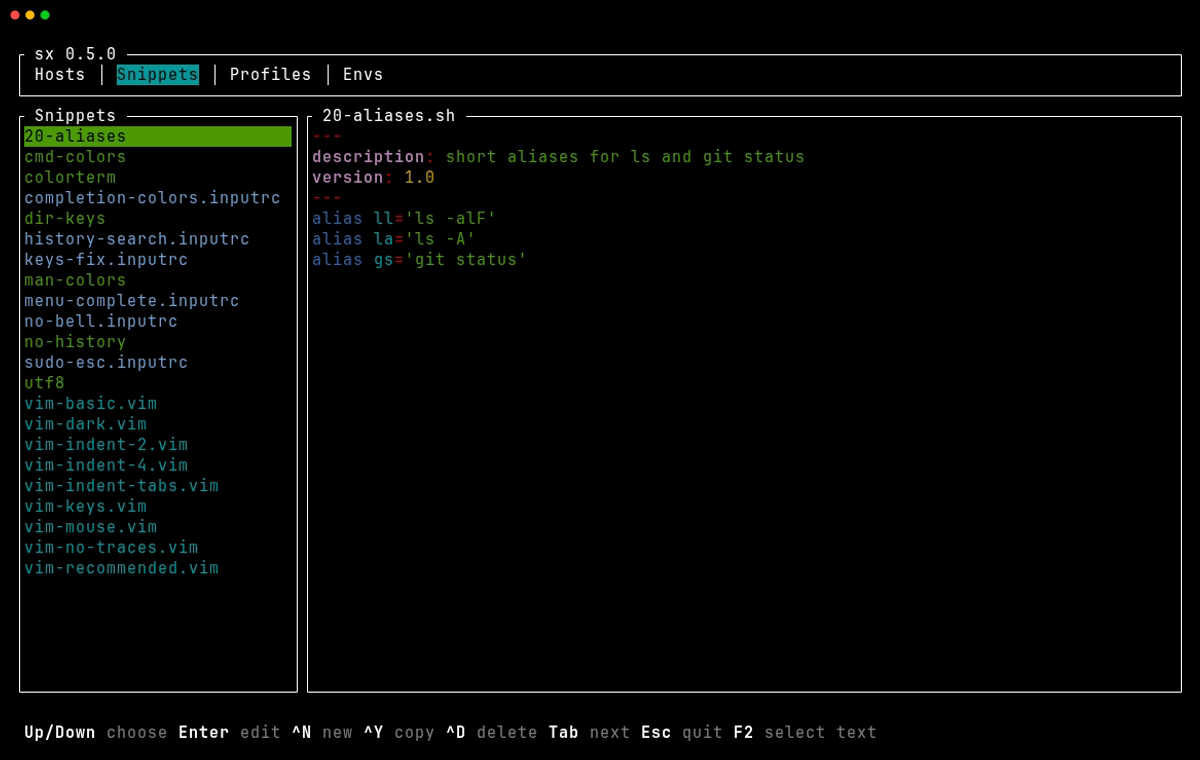 sx 0.5.0
Hosts │ Snippets │ Profiles │ Envs
Snippets
20-aliases
cmd-colors
colorterm
completion-colors.inputrc
dir-keys
history-search.inputrc
keys-fix.inputrc
man-colors
menu-complete.inputrc
no-bell.inputrc
no-history
sudo-esc.inputrc
utf8
vim-basic.vim
vim-dark.vim
vim-indent-2.vim
vim-indent-4.vim
vim-indent-tabs.vim
vim-keys.vim
vim-mouse.vim
vim-no-traces.vim
vim-recommended.vim
20-aliases.sh
---
description: short aliases for ls and git status
version: 1.0
---
alias ll='ls -alF'
alias la='ls -A'
alias gs='git status'
Up/Down choose Enter edit ^N new ^Y copy ^D delete Tab next Esc quit F2 select text